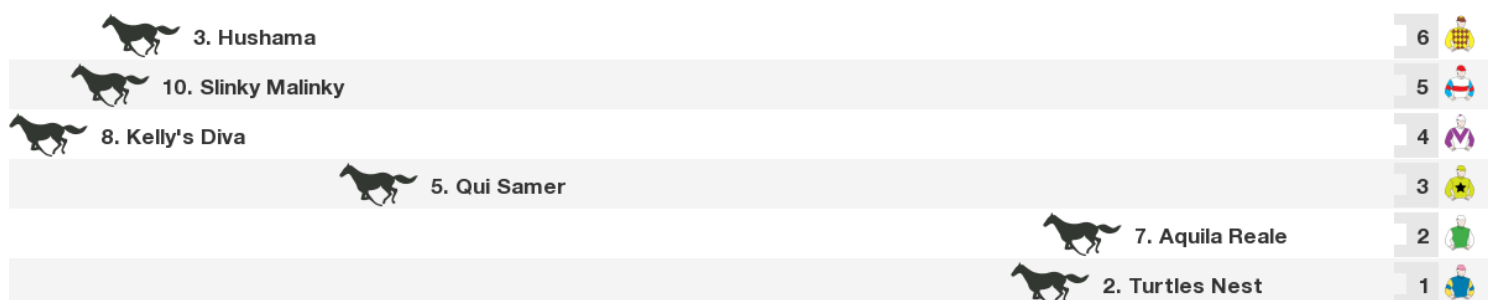 3. Hushama 6
10. Slinky Malinky 5
8. Kelly's Diva 4
5. Qui Samer 3
7. Aquila Reale 2
2. Turtles Nest 1